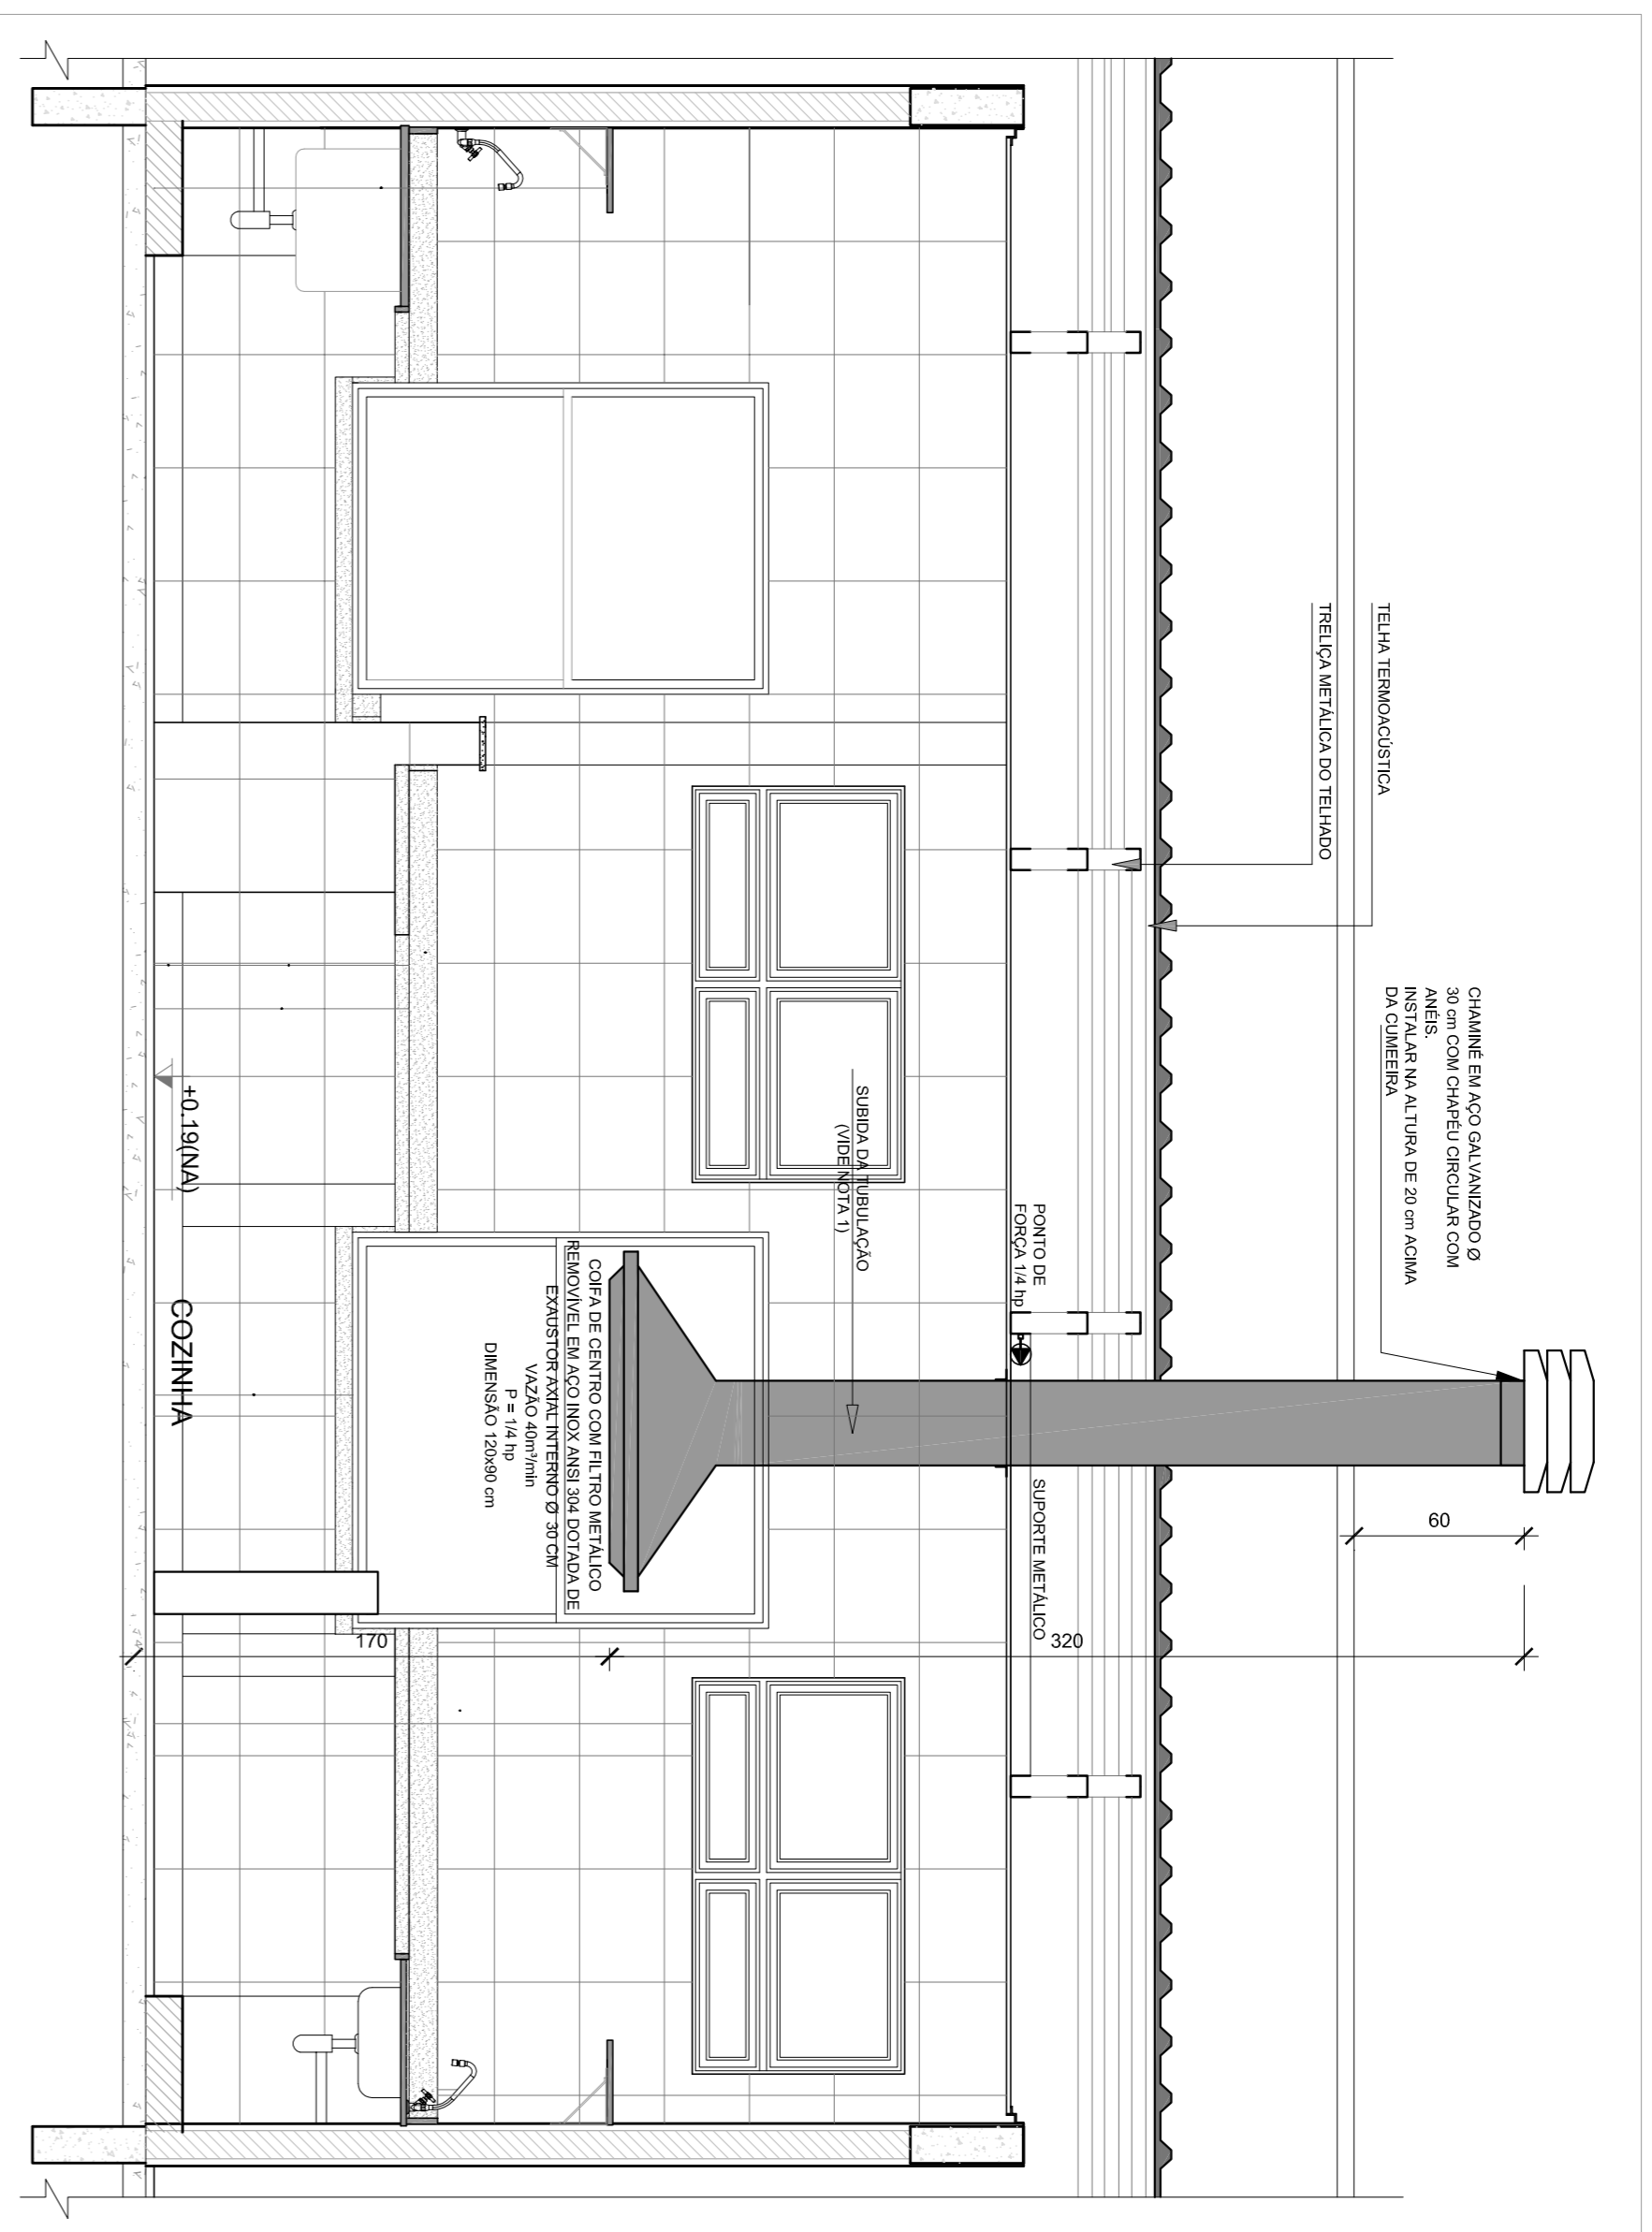 CHAMINÉ EM AÇO GALVANIZADO Ø
30 cm COM CHAPÉU CIRCULAR COM
ANÉIS.
INSTALAR NA ALTURA DE 20 cm ACIMA
DA CUMEEIRA
TELHA TERMOACÚSTICA
TRELIÇA METÁLICA DO TELHADO
60
320
170
PONTO DE
FORÇA 1/4 hp
SUPORTE METÁLICO
SUBIDA DA TUBULAÇÃO
(VIDE NOTA 1)
COIFA DE CENTRO COM FILTRO METÁLICO
REMOVÍVEL EM AÇO INOX ANSI 304 DOTADA DE
EXAUSTOR AXIAL INTERNO Ø 30 CM
VAZÃO 40m³/min
P = 1/4 hp
DIMENSÃO 120x90 cm
+0.19(NA)
COZINHA